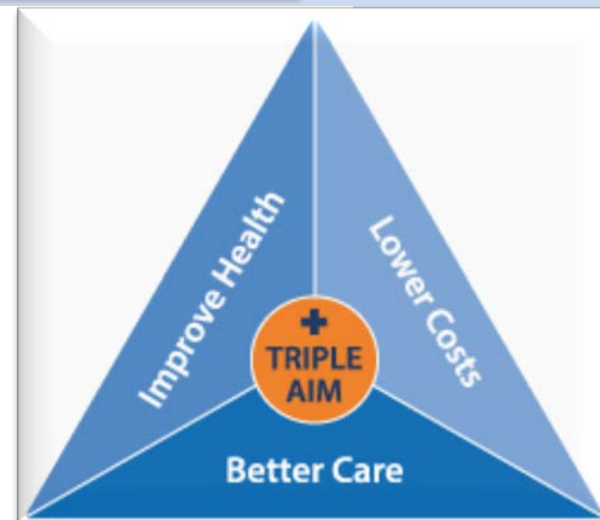 Improve Health
Lower Costs
TRIPLE
AIM
Better Care